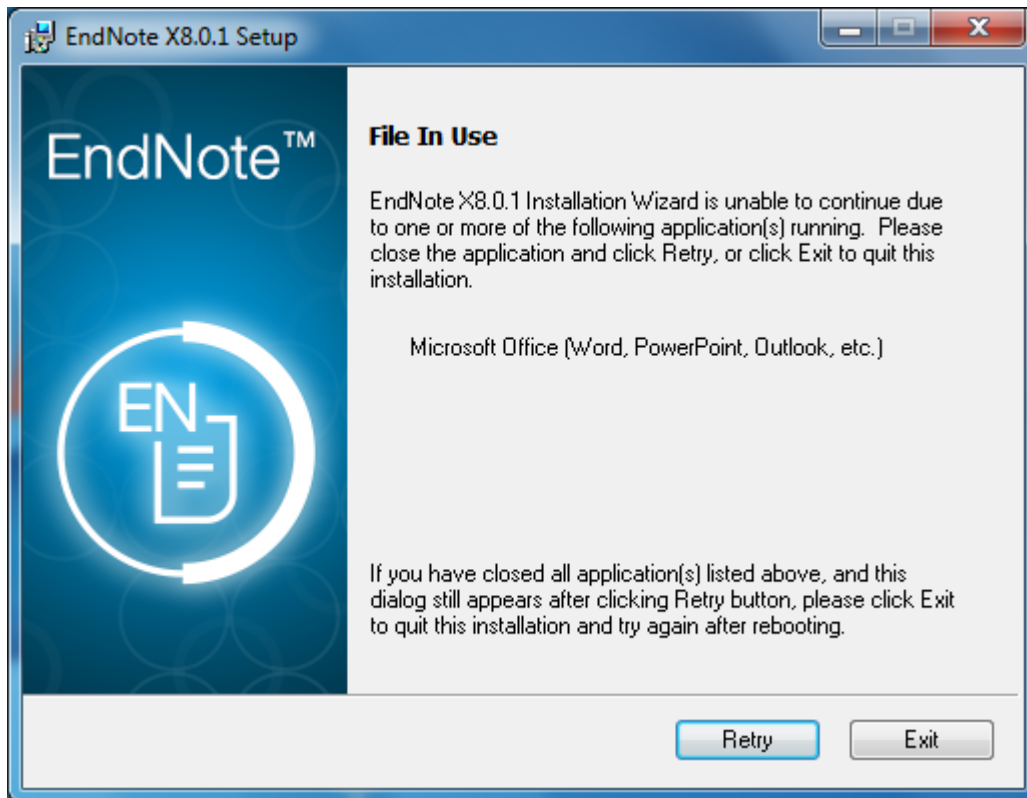 EndNote X8.0.1 Setup
EndNote™
File In Use
EndNote X8.0.1 Installation Wizard is unable to continue due
to one or more of the following application(s) running.  Please
close the application and click Retry, or click Exit to quit this
installation.
Microsoft Office (Word, PowerPoint, Outlook, etc.)
EN
If you have closed all application(s) listed above, and this
dialog still appears after clicking Retry button, please click Exit
to quit this installation and try again after rebooting.
Retry
Exit